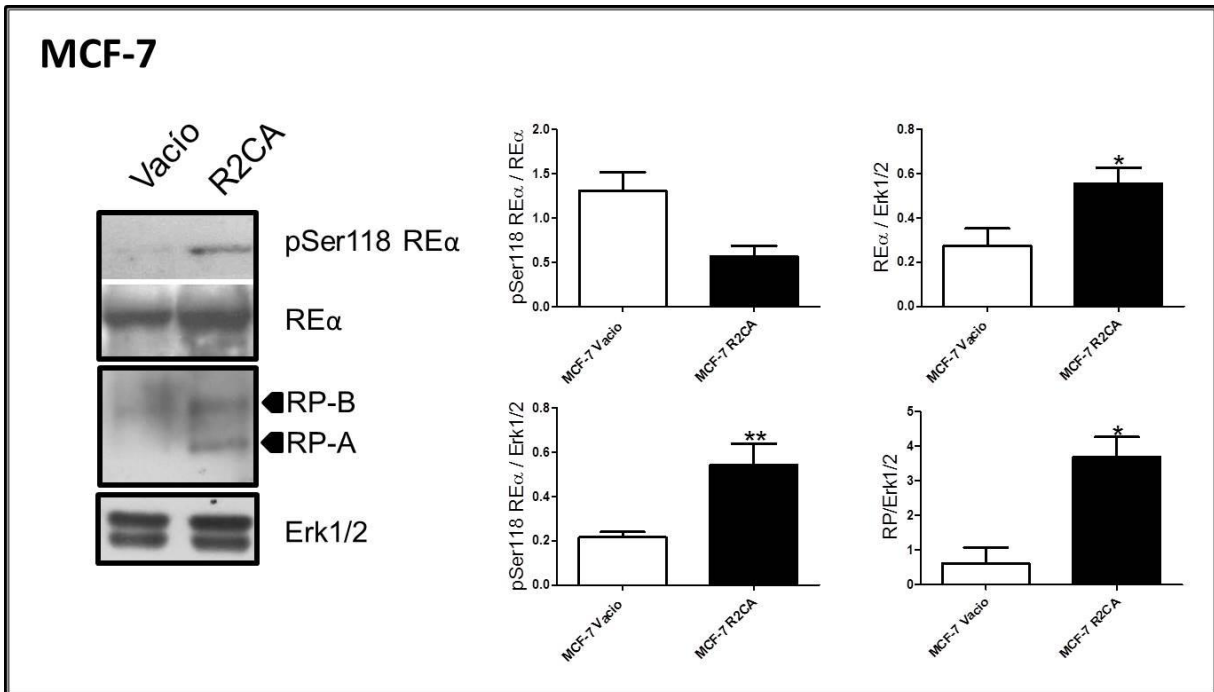 MCF-7
Vacío
R2CA
pSer118 REα
REα
RP-B
RP-A
Erk1/2
pSer118 REα / REα
2.0
1.5
1.0
0.5
0.0
MCF-7 Vacio
MCF-7 R2CA
REα / Erk1/2
0.8
0.6
0.4
0.2
0.0
*
MCF-7 Vacio
MCF-7 R2CA
pSer118 REα / Erk1/2
0.8
0.6
0.4
0.2
0.0
**
MCF-7 Vacio
MCF-7 R2CA
RP/Erk1/2
5
4
3
2
1
0
*
MCF-7 Vacio
MCF-7 R2CA